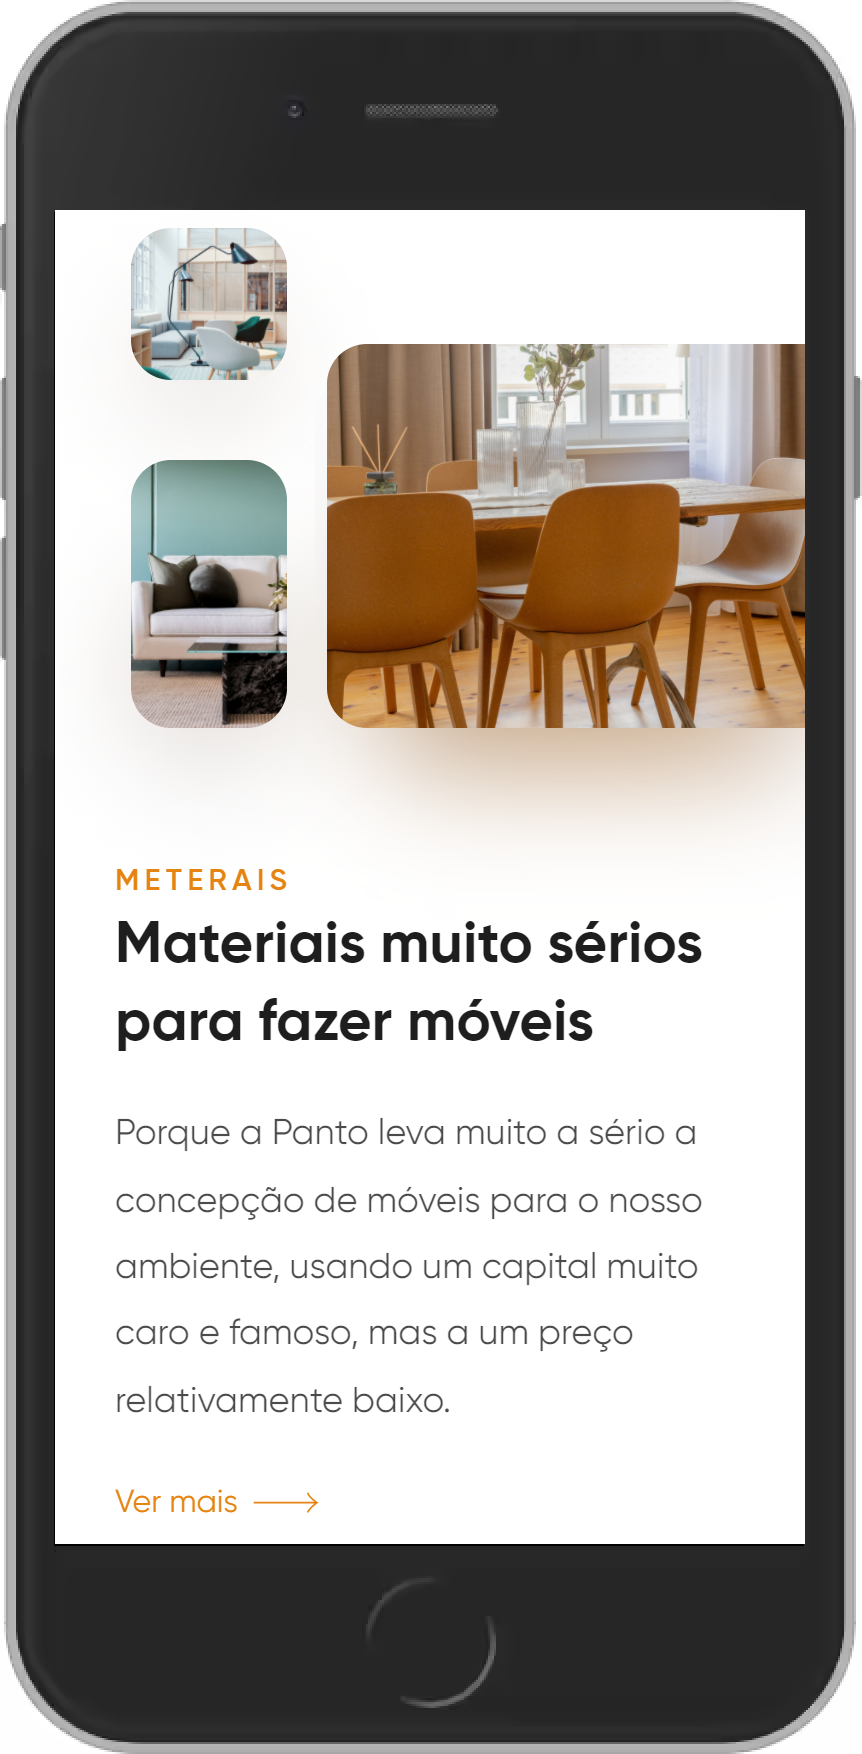 METERAIS
Materiais muito sérios
para fazer móveis
Porque a Panto leva muito a sério a
concepção de móveis para o nosso
ambiente, usando um capital muito
caro e famoso, mas a um preço
relativamente baixo.
Ver mais